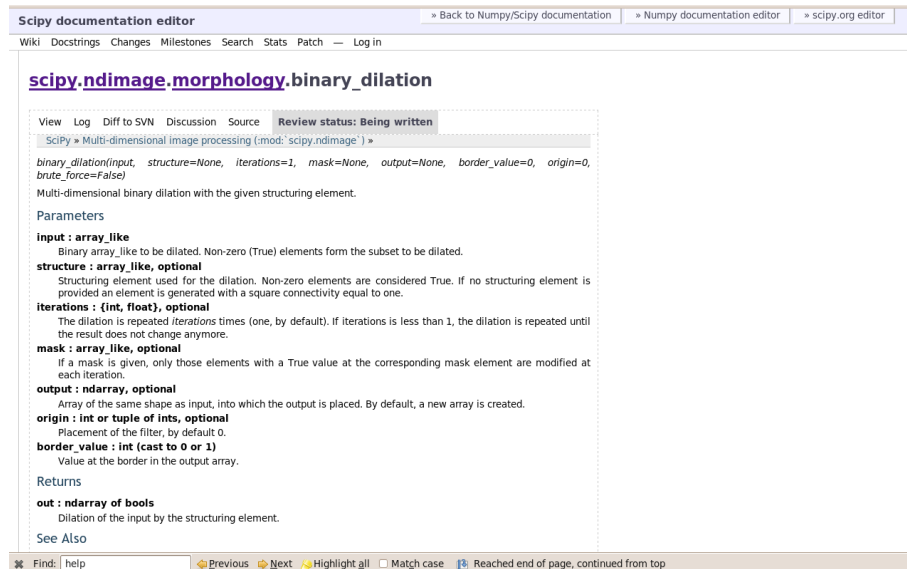 Scipy documentation editor
» Back to Numpy/Scipy documentation » Numpy documentation editor » scipy.org editor
Wiki Docstrings Changes Milestones Search Stats Patch — Log in
scipy.ndimage.morphology.binary_dilation
View Log Diff to SVN Discussion Source Review status: Being written
SciPy » Multi-dimensional image processing (:mod:`scipy.ndimage`) »
binary_dilation(input, structure=None, iterations=1, mask=None, output=None, border_value=0, origin=0,
brute_force=False)
Multi-dimensional binary dilation with the given structuring element.
Parameters
input : array_like
Binary array_like to be dilated. Non-zero (True) elements form the subset to be dilated.
structure : array_like, optional
Structuring element used for the dilation. Non-zero elements are considered True. If no structuring element is
provided an element is generated with a square connectivity equal to one.
iterations : {int, float}, optional
The dilation is repeated iterations times (one, by default). If iterations is less than 1, the dilation is repeated until
the result does not change anymore.
mask : array_like, optional
If a mask is given, only those elements with a True value at the corresponding mask element are modified at
each iteration.
output : ndarray, optional
Array of the same shape as input, into which the output is placed. By default, a new array is created.
origin : int or tuple of ints, optional
Placement of the filter, by default 0.
border_value : int (cast to 0 or 1)
Value at the border in the output array.
Returns
out : ndarray of bools
Dilation of the input by the structuring element.
See Also
Find: help Previous Next Highlight all Match case Reached end of page, continued from top